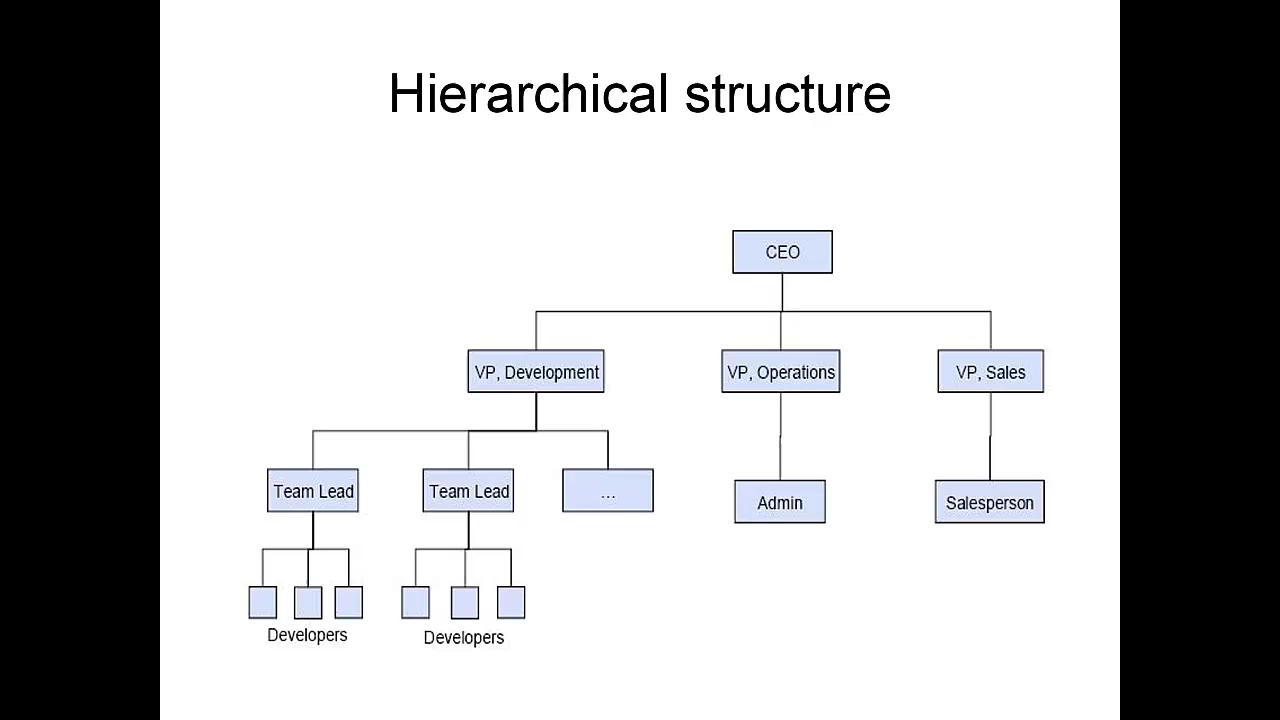 Hierarchical structure
CEO
VP, Development
VP, Operations
VP, Sales
Team Lead
Team Lead
...
Admin
Salesperson
Developers
Developers